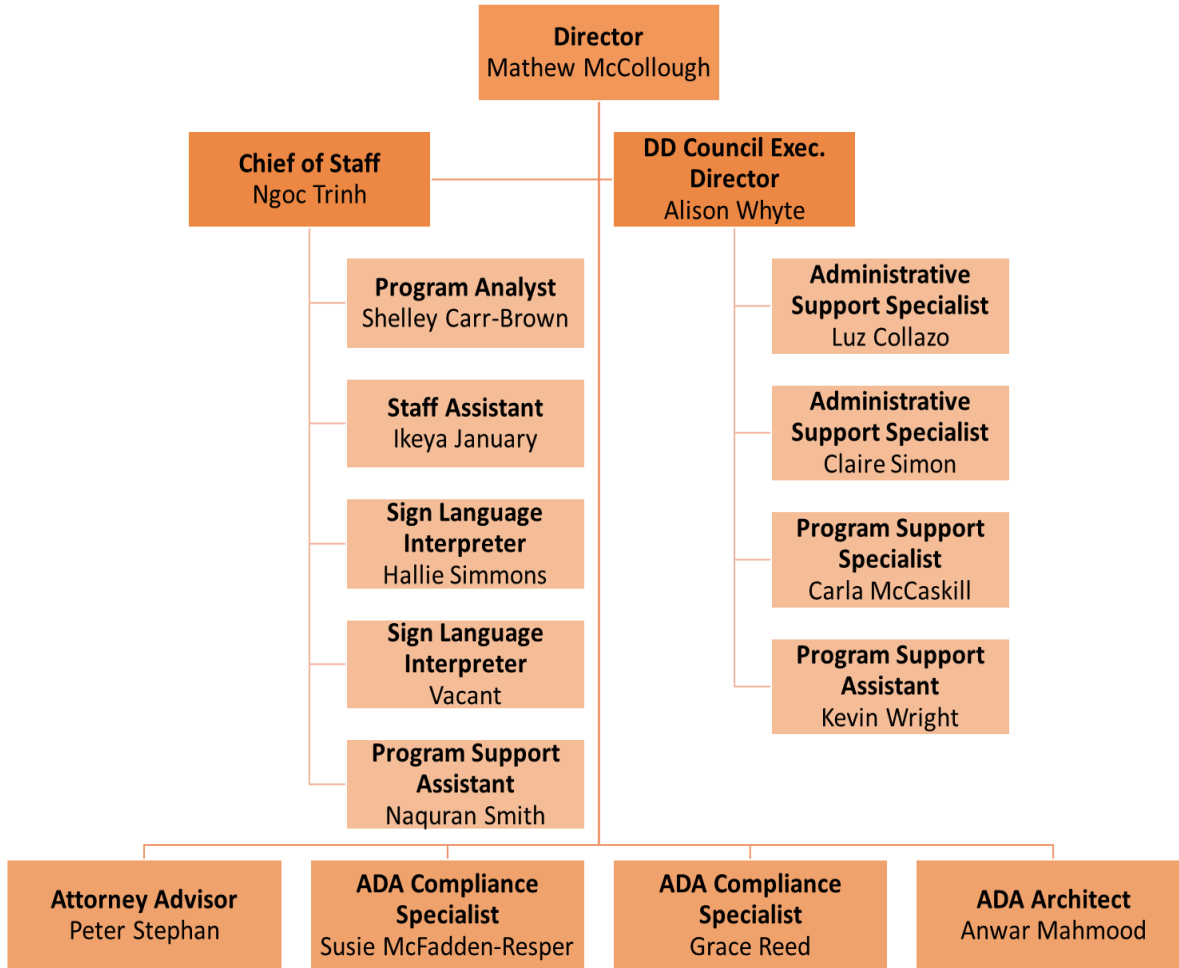 Director
Mathew McCollough
Chief of Staff
Ngoc Trinh
DD Council Exec.
Director
Alison Whyte
Program Analyst
Shelley Carr-Brown
Staff Assistant
Ikeya January
Sign Language
Interpreter
Hallie Simmons
Sign Language
Interpreter
Vacant
Program Support
Assistant
Naquran Smith
Administrative
Support Specialist
Luz Collazo
Administrative
Support Specialist
Claire Simon
Program Support
Specialist
Carla McCaskill
Program Support
Assistant
Kevin Wright
Attorney Advisor
Peter Stephan
ADA Compliance
Specialist
Susie McFadden-Resper
ADA Compliance
Specialist
Grace Reed
ADA Architect
Anwar Mahmood